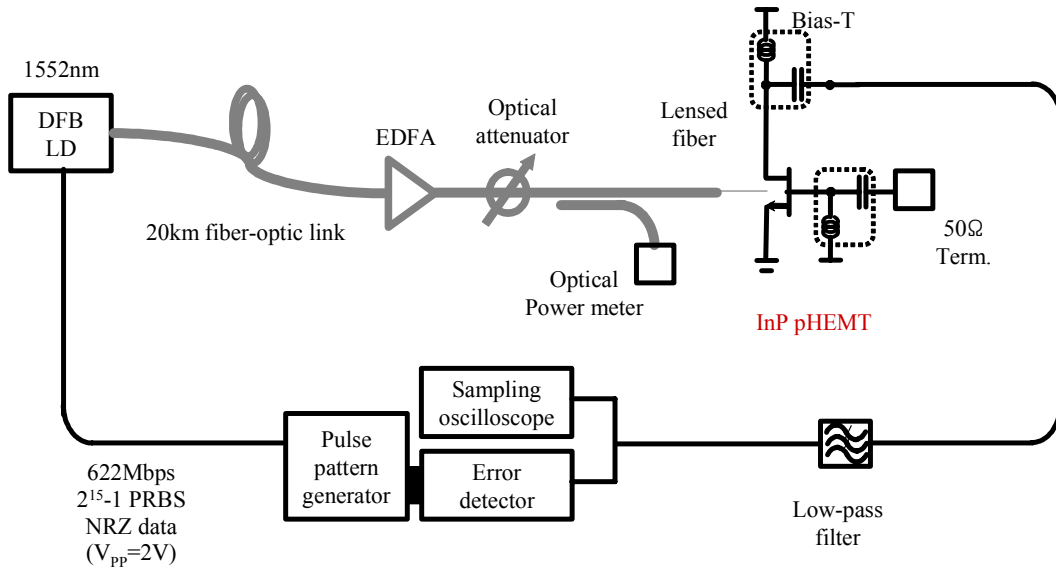 Bias-T
1552nm
DFB
LD
Optical
attenuator
Lensed
fiber
EDFA
20km fiber-optic link
50Ω
Term.
Optical
Power meter
InP pHEMT
Sampling
oscilloscope
Pulse
pattern
generator
Error
detector
622Mbps
2¹⁵-1 PRBS
NRZ data
(V_PP=2V)
Low-pass
filter